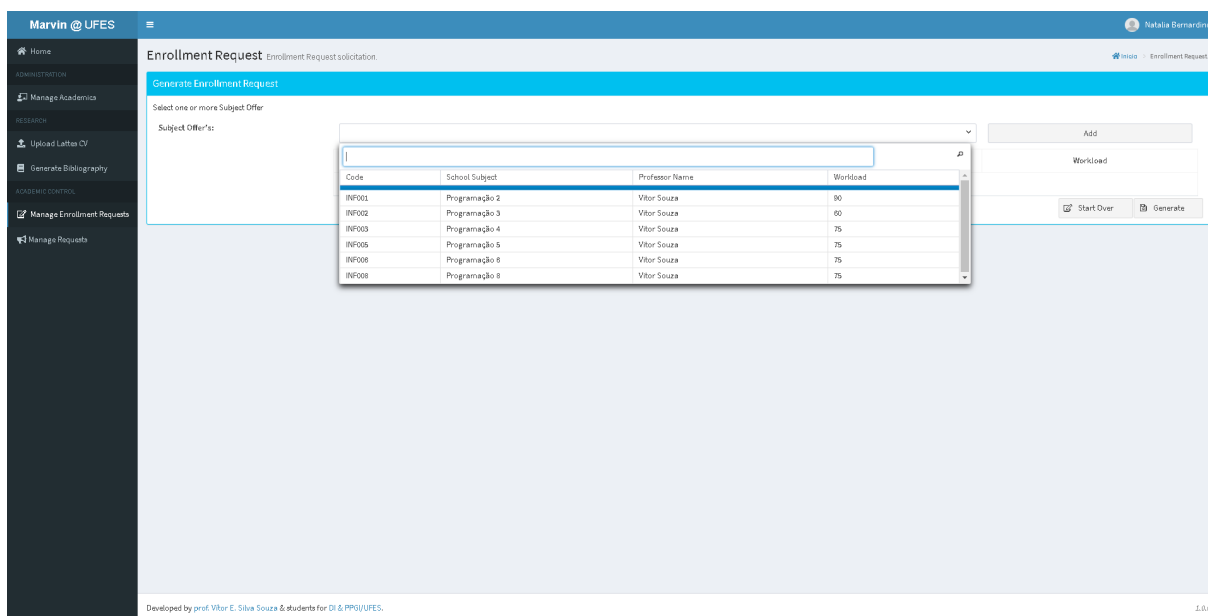 Marvin @ UFES
Natalia Bernardino
Home
ADMINISTRATION
Manage Academics
RESEARCH
Upload Lattes CV
Generate Bibliography
ACADEMIC CONTROL
Manage Enrollment Requests
Manage Requests
Enrollment Request Enrollment Request solicitation.
Início > Enrollment Request
Generate Enrollment Request
Select one or more Subject Offer
Subject Offer's:
Add
Workload
Code School Subject Professor Name Workload
INF001 Programação 2 Vitor Souza 90
INF002 Programação 3 Vitor Souza 60
INF003 Programação 4 Vitor Souza 75
INF005 Programação 5 Vitor Souza 75
INF006 Programação 6 Vitor Souza 75
INF008 Programação 8 Vitor Souza 75
Start Over Generate
Developed by prof. Vítor E. Silva Souza & students for DI & PPGI/UFES.